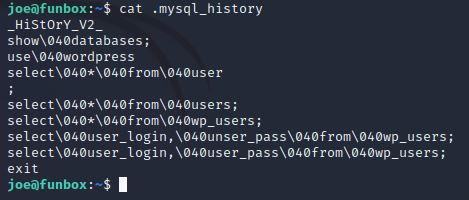 joe@funbox:~$ cat .mysql_history
_HiStOrY_V2_
show\040databases;
use\040wordpress
select\040*\040from\040user
;
select\040*\040from\040users;
select\040*\040from\040wp_users;
select\040user_login,\040unser_pass\040from\040wp_users;
select\040user_login,\040user_pass\040from\040wp_users;
exit
joe@funbox:~$